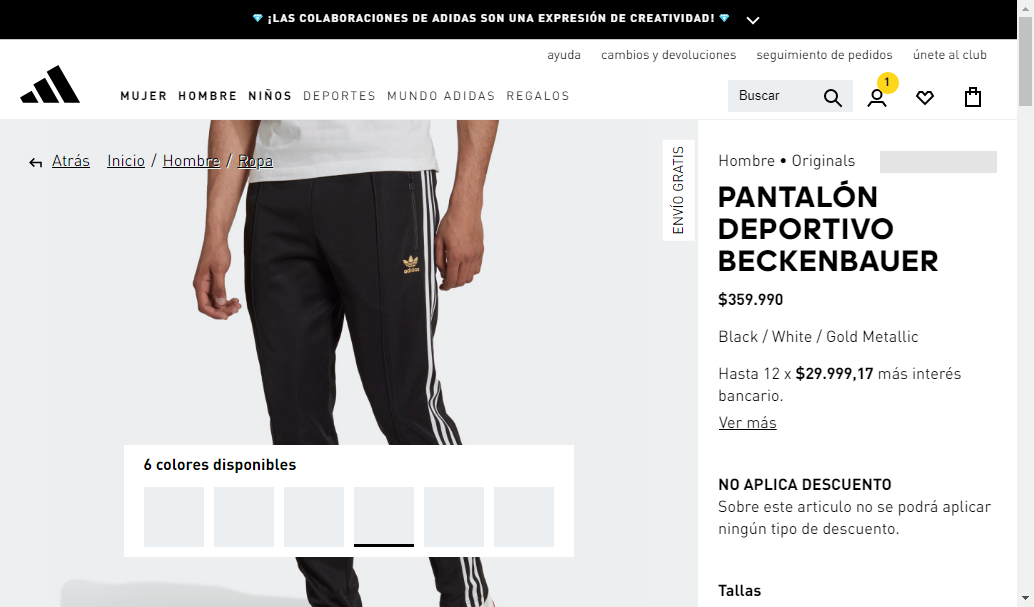 ¡LAS COLABORACIONES DE ADIDAS SON UNA EXPRESIÓN DE CREATIVIDAD!
ayuda cambios y devoluciones seguimiento de pedidos únete al club
MUJER HOMBRE NIÑOS DEPORTES MUNDO ADIDAS REGALOS
Buscar
1
Atrás Inicio / Hombre / Ropa
ENVÍO GRATIS
adidas
6 colores disponibles
Hombre • Originals
PANTALÓN
DEPORTIVO
BECKENBAUER
$359.990
Black / White / Gold Metallic
Hasta 12 x $29.999,17 más interés
bancario.
Ver más
NO APLICA DESCUENTO
Sobre este articulo no se podrá aplicar
ningún tipo de descuento.
Tallas